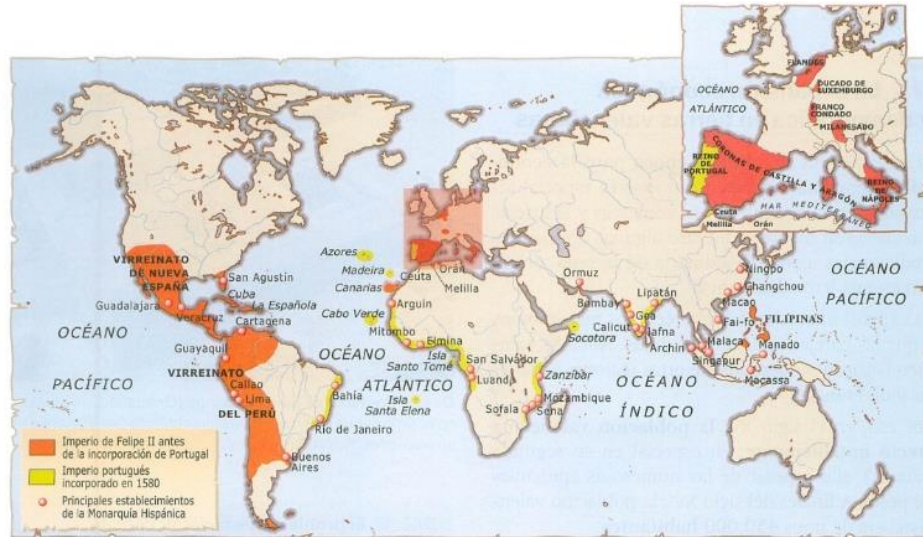 OCÉANO
ATLÁNTICO
FLANDES
DUCADO DE
LUXEMBURGO
FRANCO
CONDADO
MILANESADO
CORONAS DE CASTILLA Y ARAGÓN
REINO
DE
PORTUGAL
REINO DE
NÁPOLES
MAR MEDITERRÁNEO
Ceuta
Melilla
Orán
VIRREINATO
DE NUEVA
ESPAÑA
San Agustín
Cuba
La Española
Guadalajara
Veracruz
Cartagena
OCÉANO
PACÍFICO
Guayaquil
VIRREINATO
DEL PERÚ
Callao
Lima
Bahía
Río de Janeiro
Buenos
Aires
Azores
Madeira
Canarias
Cabo Verde
Ceuta
Orán
Melilla
Arguin
Mitombo
Elmina
Isla
Santo Tomé
OCÉANO
ATLÁNTICO
Isla
Santa Elena
San Salvador
Luanda
Zanzíbar
Mozambique
Sofala
Sena
Ormuz
Lipatán
Bombay
Goa
Calicut
Jafna
Socotora
OCÉANO
ÍNDICO
Ningpo
Changchou
Macao
Fai-fo
FILIPINAS
Malaca
Manado
Archin
Singapur
Macassa
OCÉANO
PACÍFICO
Imperio de Felipe II antes
de la incorporación de Portugal
Imperio portugués
incorporado en 1580
Principales establecimientos
de la Monarquía Hispánica